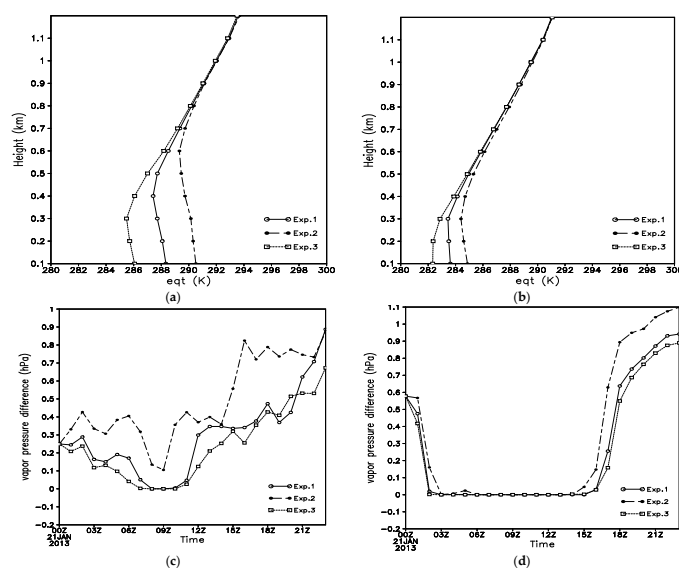 1.1
1
0.9
0.8
0.7
0.6
0.5
0.4
0.3
0.2
0.1
Height (km)
280 282 284 286 288 290 292 294 296 298 300
eqt (K)
Exp.1
Exp.2
Exp.3
(a)
1.1
1
0.9
0.8
0.7
0.6
0.5
0.4
0.3
0.2
0.1
Height (km)
280 282 284 286 288 290 292 294 296 298 300
eqt (K)
Exp.1
Exp.2
Exp.3
(b)
1
0.9
0.8
0.7
0.6
0.5
0.4
0.3
0.2
0.1
0
-0.1
-0.2
vapor pressure difference (hPa)
00Z 03Z 06Z 09Z 12Z 15Z 18Z 21Z
21JAN
2013
Time
Exp.1
Exp.2
Exp.3
(c)
1.1
1
0.9
0.8
0.7
0.6
0.5
0.4
0.3
0.2
0.1
0
-0.1
-0.2
vapor pressure difference (hPa)
00Z 03Z 06Z 09Z 12Z 15Z 18Z 21Z
21JAN
2013
Time
Exp.1
Exp.2
Exp.3
(d)